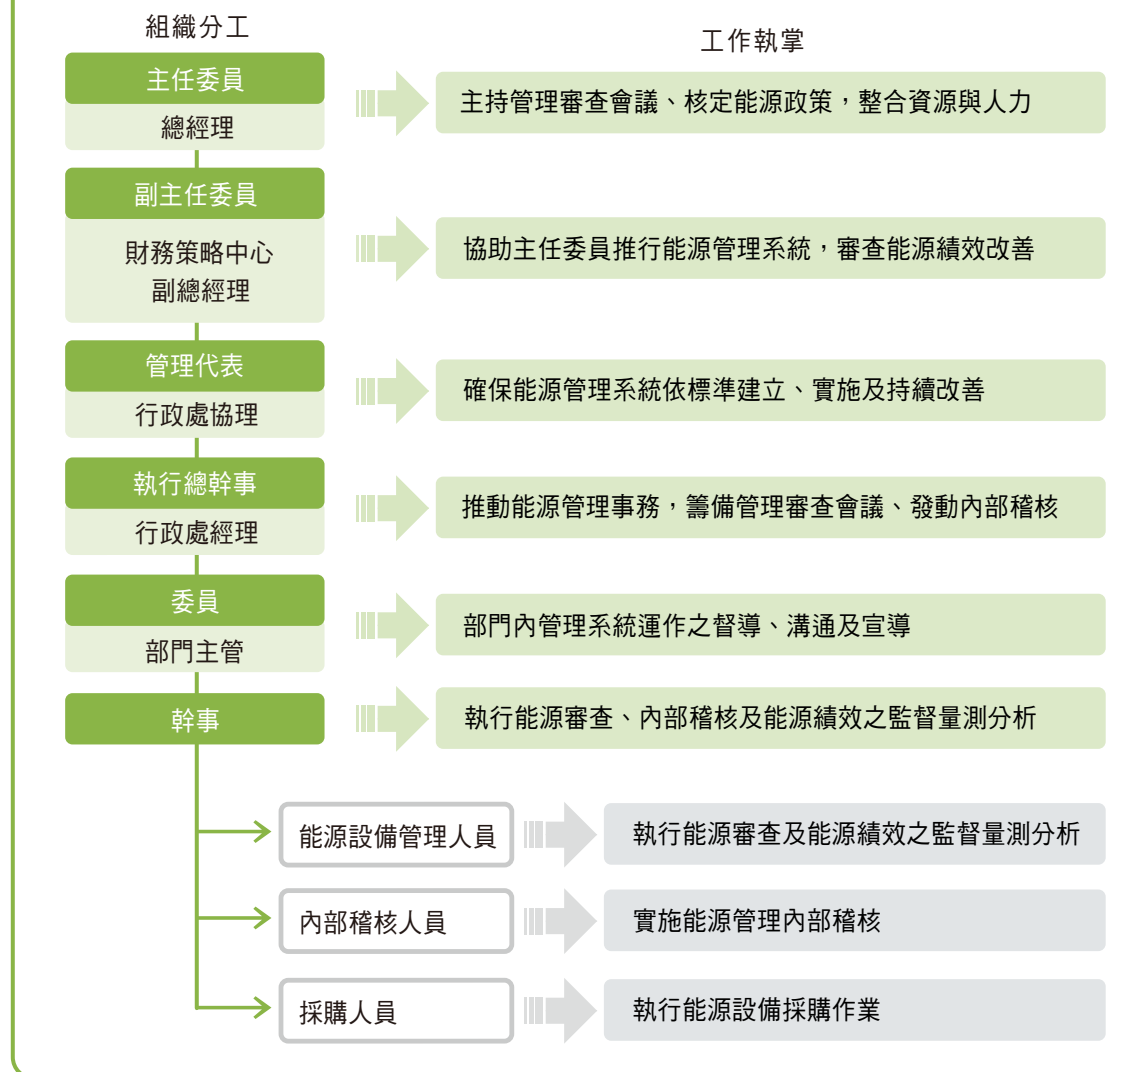 組織分工
工作執掌
主任委員
總經理
主持管理審查會議、核定能源政策，整合資源與人力
副主任委員
財務策略中心
副總經理
協助主任委員推行能源管理系統，審查能源績效改善
管理代表
行政處協理
確保能源管理系統依標準建立、實施及持續改善
執行總幹事
行政處經理
推動能源管理事務，籌備管理審查會議、發動內部稽核
委員
部門主管
部門內管理系統運作之督導、溝通及宣導
幹事
執行能源審查、內部稽核及能源績效之監督量測分析
能源設備管理人員
執行能源審查及能源績效之監督量測分析
內部稽核人員
實施能源管理內部稽核
採購人員
執行能源設備採購作業